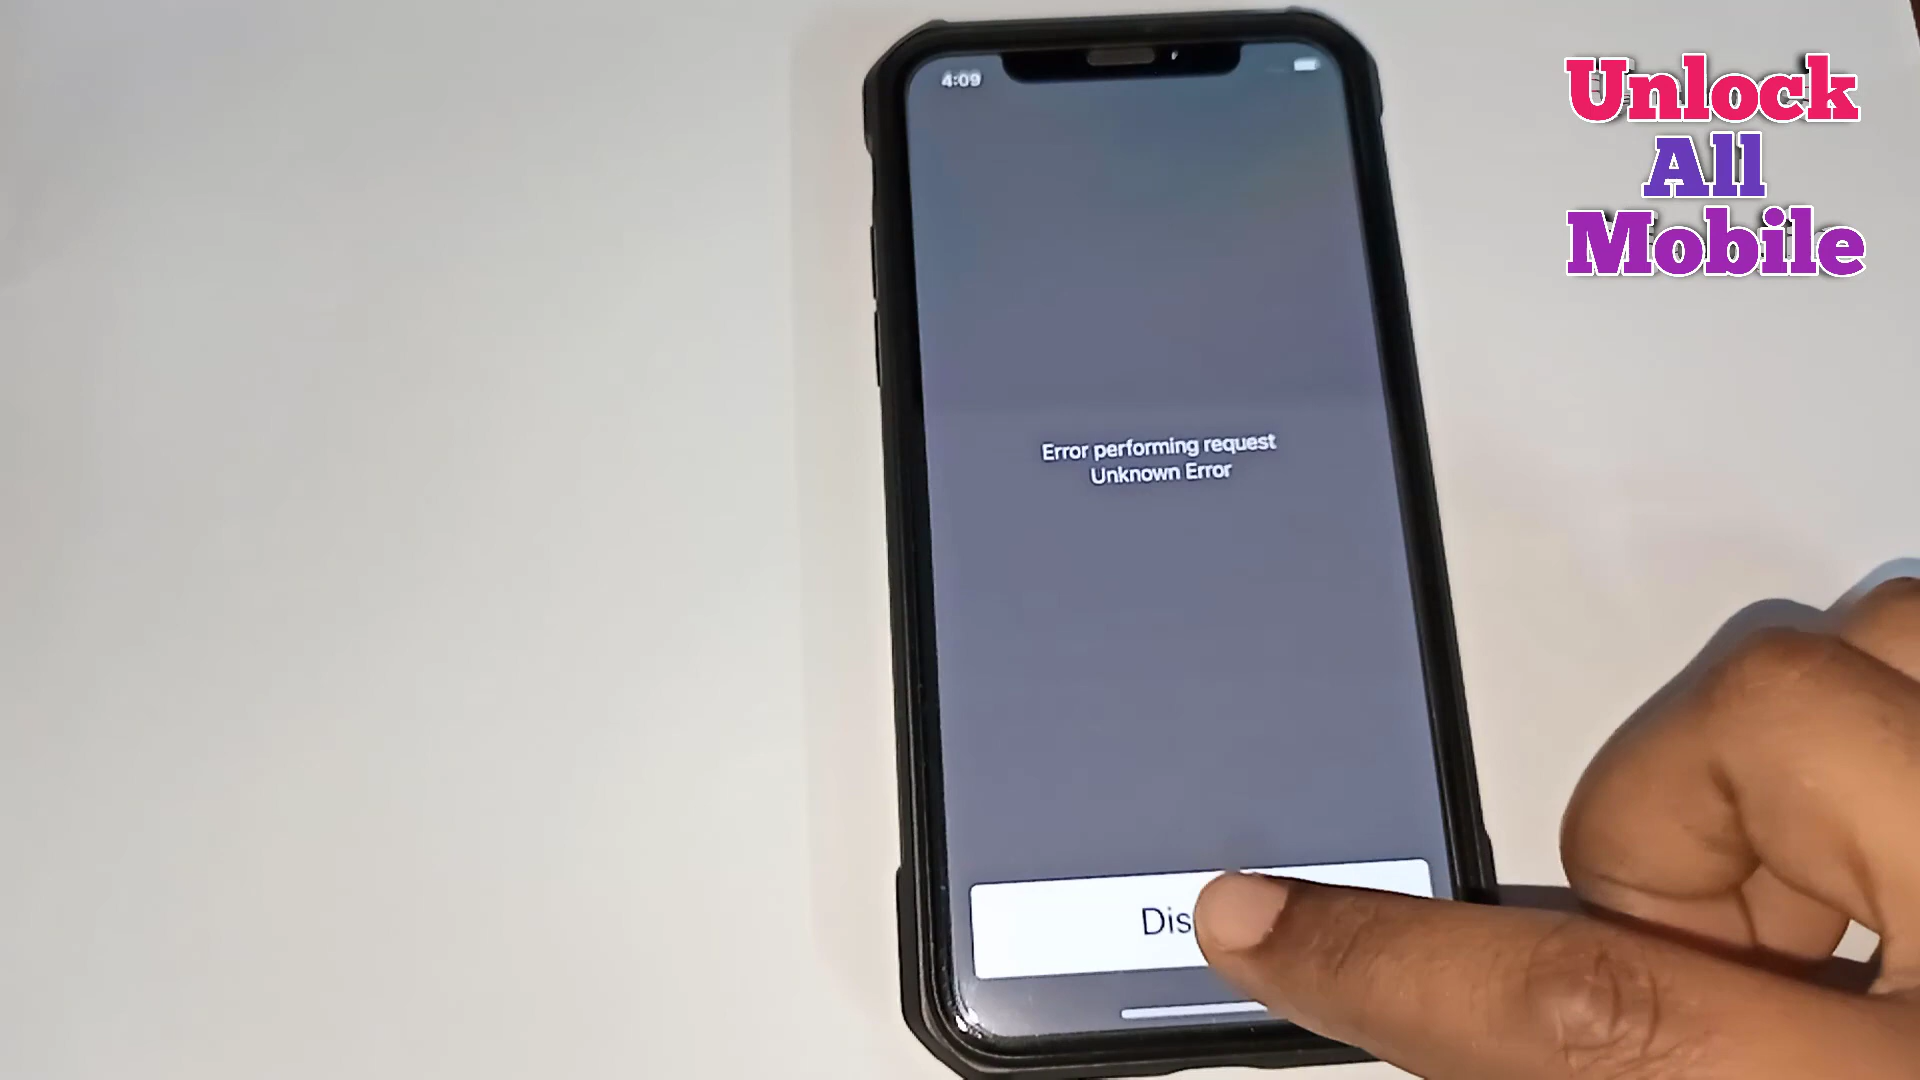 4:09
Error performing request
Unknown Error
Dis
Unlock
All
Mobile